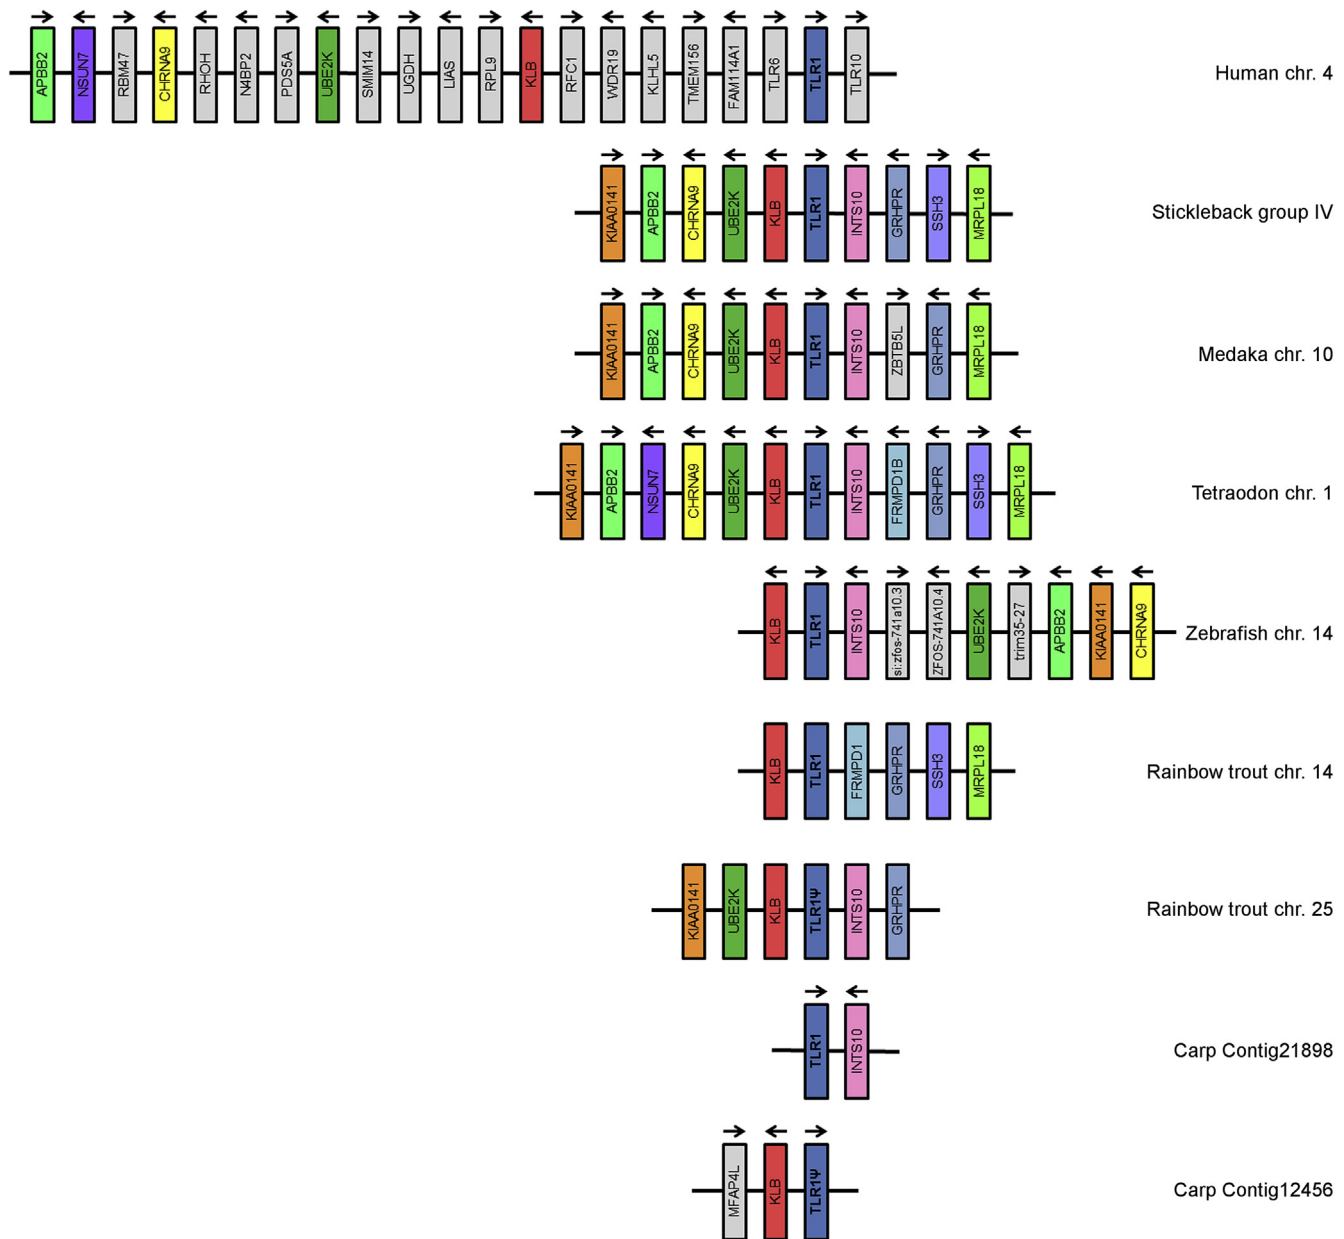 APBB2 NSUN7 RBM47 CHRNA9 RHOH N4BP2 PDS5A UBE2K SMIM14 UGDH LIAS RPL9 KLB RFC1 WDR19 KLHL5 TMEM156 FAM114A1 TLR6 TLR1 TLR10 Human chr. 4
KIAA0141 APBB2 CHRNA9 UBE2K KLB TLR1 INTS10 GRHPR SSH3 MRPL18 Stickleback group IV
KIAA0141 APBB2 CHRNA9 UBE2K KLB TLR1 INTS10 ZBTB5L GRHPR MRPL18 Medaka chr. 10
KIAA0141 APBB2 NSUN7 CHRNA9 UBE2K KLB TLR1 INTS10 FRMPD1B GRHPR SSH3 MRPL18 Tetraodon chr. 1
KLB TLR1 INTS10 si:zfos-741a10.3 ZFOS-741A10.4 UBE2K trim35-27 APBB2 KIAA0141 CHRNA9 Zebrafish chr. 14
KLB TLR1 FRMPD1 GRHPR SSH3 MRPL18 Rainbow trout chr. 14
KIAA0141 UBE2K KLB TLR1Ψ INTS10 GRHPR Rainbow trout chr. 25
TLR1 INTS10 Carp Contig21898
MFAP4L KLB TLR1Ψ Carp Contig12456